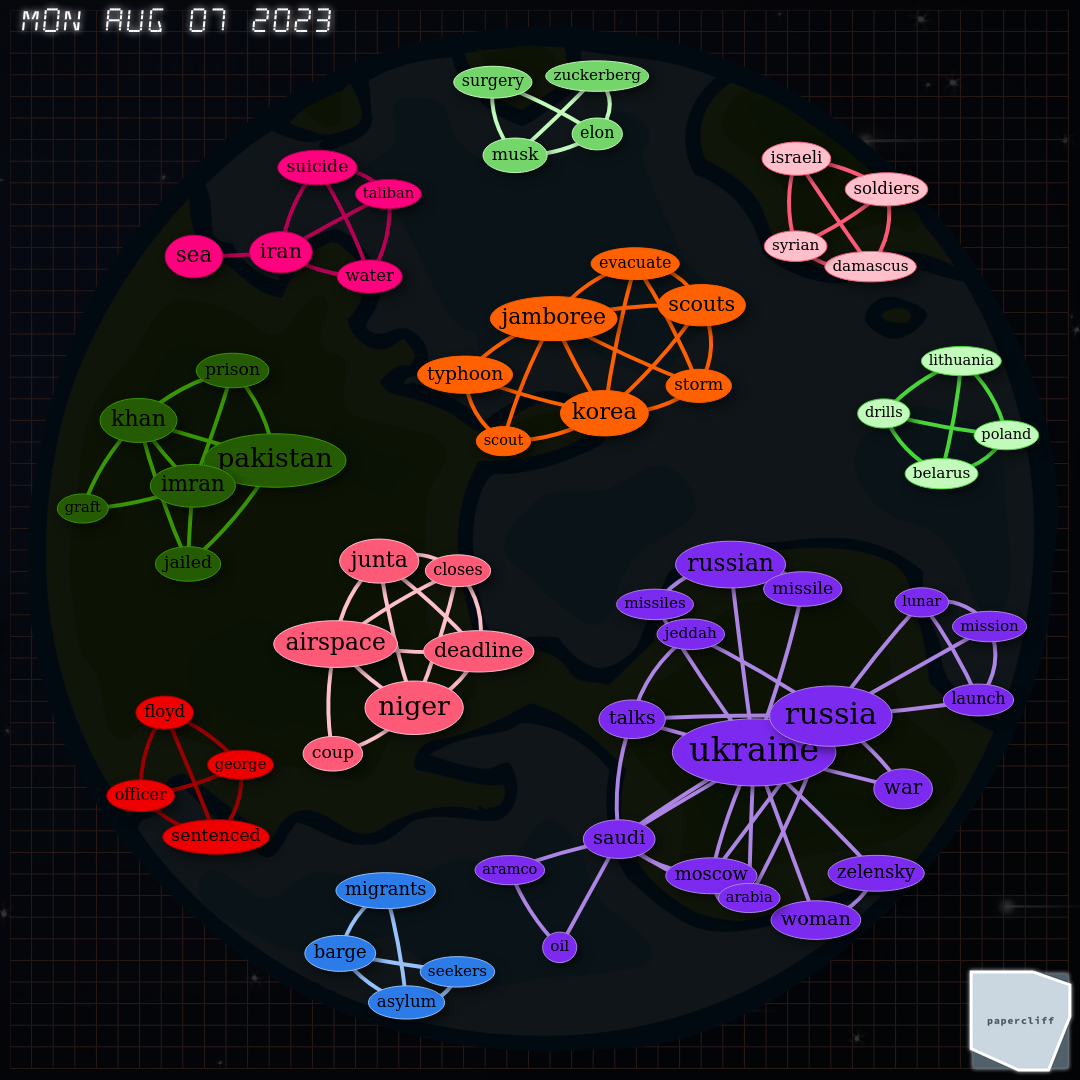 MON AUG 07 2023
surgery
zuckerberg
elon
musk
suicide
taliban
sea
iran
water
israeli
soldiers
syrian
damascus
evacuate
jamboree
scouts
typhoon
storm
korea
scout
prison
khan
pakistan
imran
graft
jailed
lithuania
drills
poland
belarus
junta
closes
airspace
deadline
niger
coup
russian
missile
missiles
jeddah
lunar
mission
launch
talks
russia
ukraine
war
saudi
aramco
moscow
arabia
zelensky
woman
oil
floyd
george
officer
sentenced
migrants
barge
seekers
asylum
papercliff